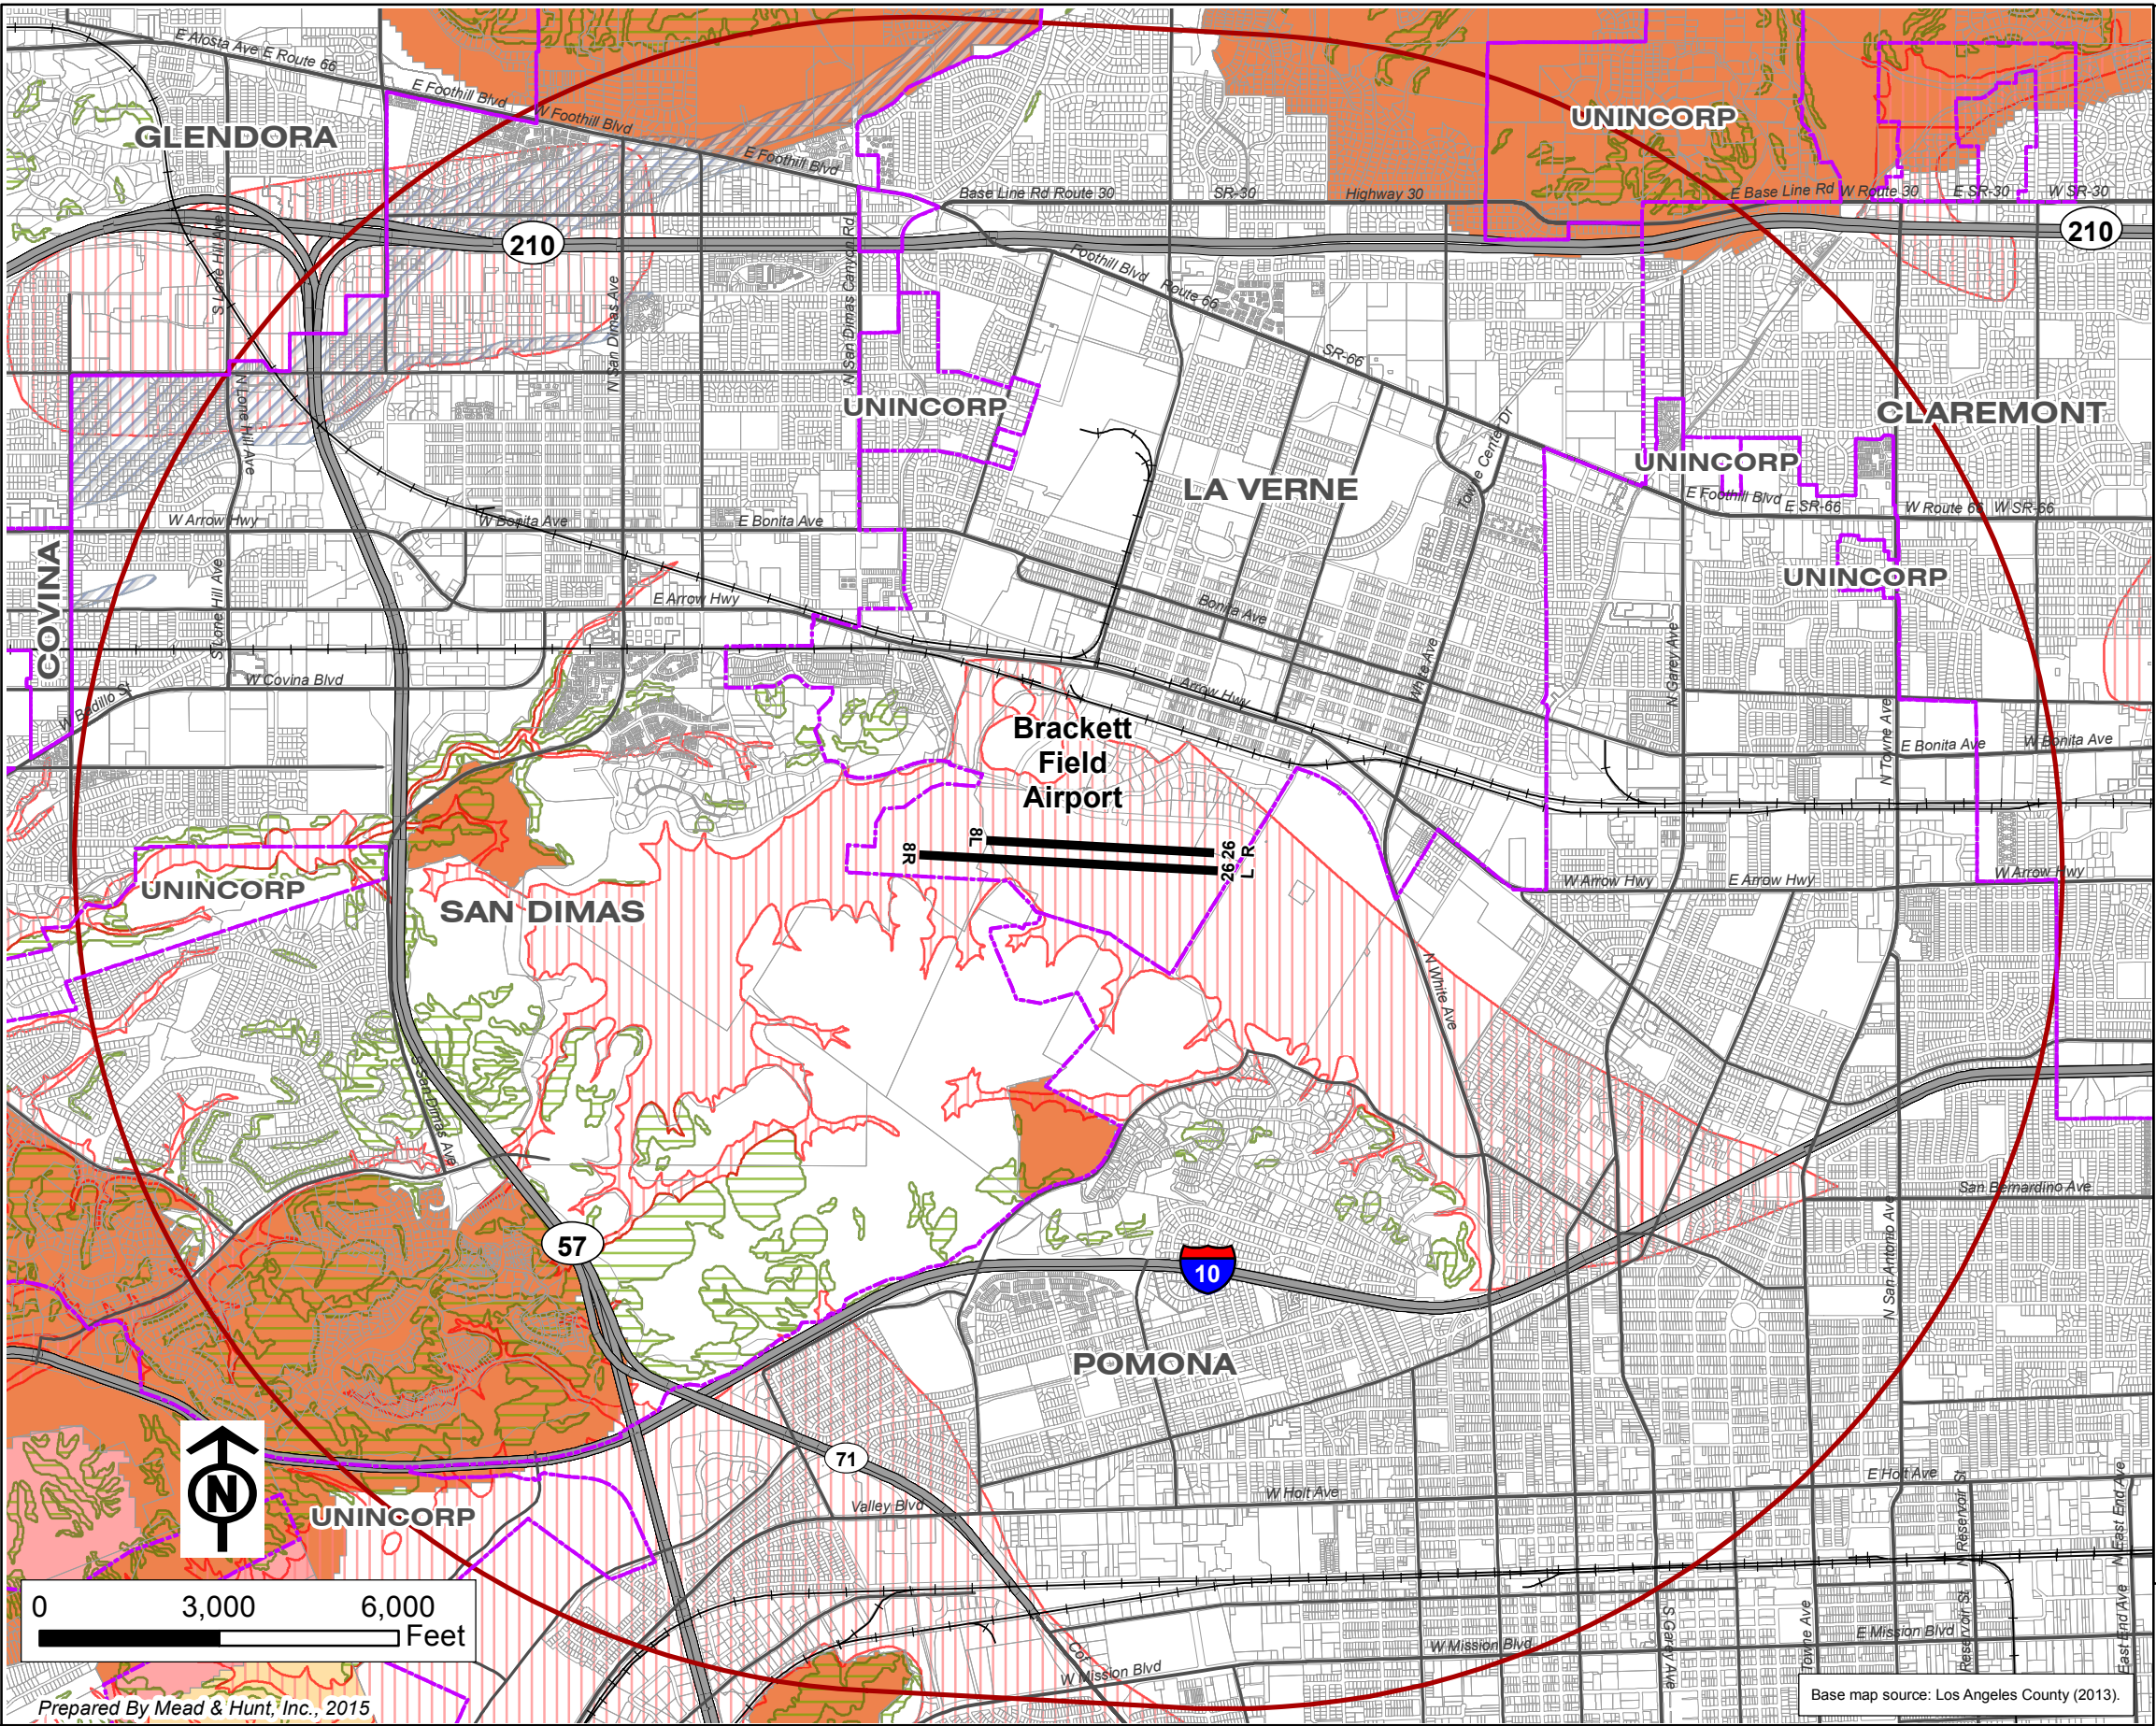 E Alosta Ave E Route 66
GLENDORA
E Foothill Blvd
W Foothill Blvd
E Foothill Blvd
UNINCORP
Base Line Rd Route 30
SR-30
Highway 30
E Base Line Rd
W Route 30
E SR-30
W SR-30
210
210
S Lone Hill Ave
N San Dimas Ave
N San Dimas Canyon Rd
Foothill Blvd
Route 66
SR-66
N Lone Hill Ave
UNINCORP
CLAREMONT
LA VERNE
Towne Center Dr
UNINCORP
E Foothill Blvd
E SR-66
W Route 66
W SR-66
W Arrow Hwy
W Bonita Ave
E Bonita Ave
COVINA
S Lone Hill Ave
E Arrow Hwy
Bonita Ave
UNINCORP
White Ave
N Garey Ave
W Covina Blvd
W Badillo St
Arrow Hwy
N Towne Ave
E Bonita Ave
W Bonita Ave
Brackett
Field
Airport
8L
8R
26 26
L R
UNINCORP
SAN DIMAS
W Arrow Hwy
E Arrow Hwy
W Arrow Hwy
N White Ave
S San Dimas Ave
San Bernardino Ave
N San Antonio Ave
57
10
POMONA
71
Valley Blvd
W Holt Ave
E Holt Ave
N
UNINCORP
N Reservoir St
N East End Ave
0 3,000 6,000
Feet
Cor
W Mission Blvd
W Mission Blvd
S Garey Ave
Towne Ave
E Mission Blvd
Reservoir St
East End Ave
Prepared By Mead & Hunt, Inc., 2015
Base map source: Los Angeles County (2013).